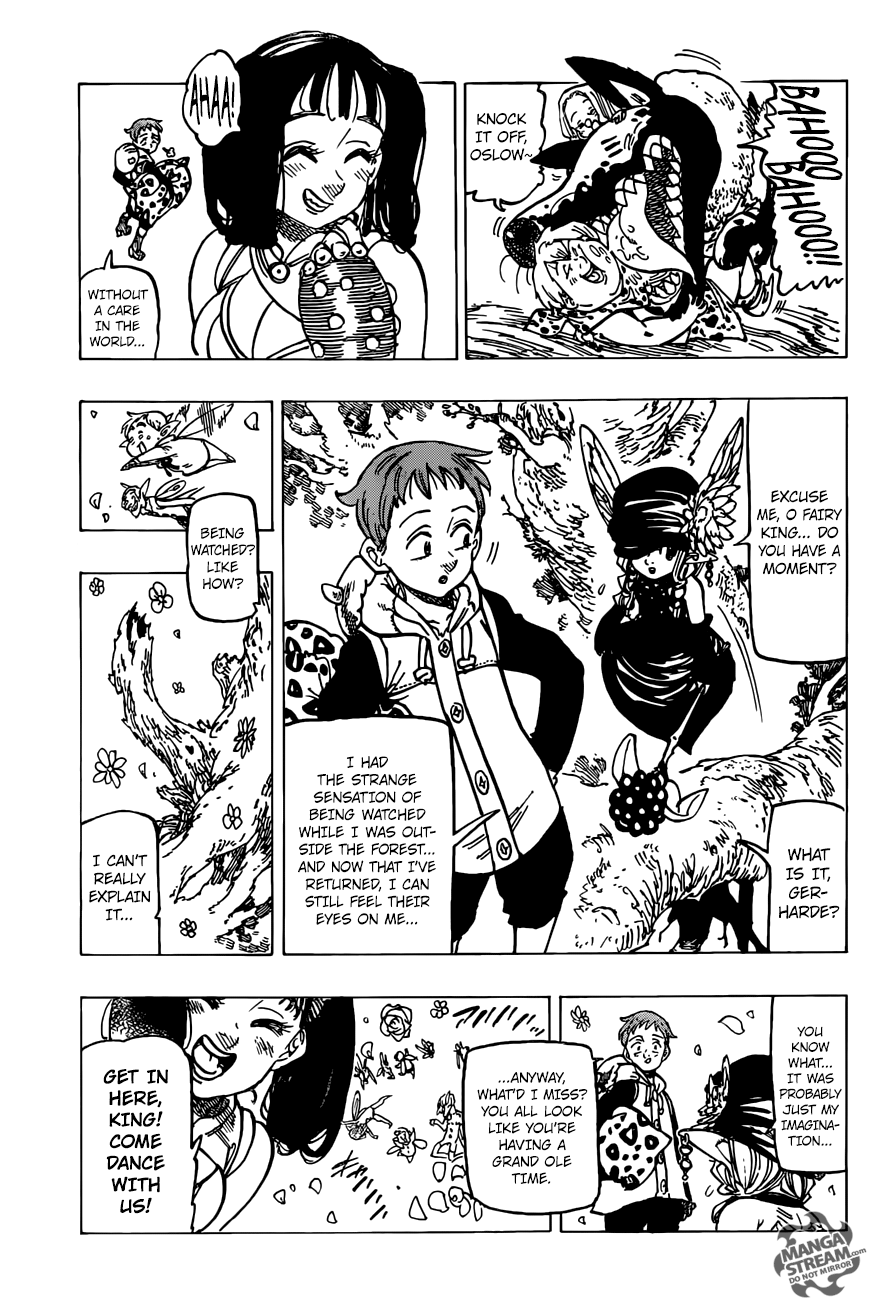 BAHOOO
BAHOOO!!
KNOCK
IT OFF,
OSLOW~
AHAA!
WITHOUT
A CARE
IN THE
WORLD...
EXCUSE
ME, O FAIRY
KING... DO
YOU HAVE A
MOMENT?
WHAT
IS IT,
GER-
HARDE?
I HAD
THE STRANGE
SENSATION OF
BEING WATCHED
WHILE I WAS OUT-
SIDE THE FOREST...
AND NOW THAT I'VE
RETURNED, I CAN
STILL FEEL THEIR
EYES ON ME...
BEING
WATCHED?
LIKE
HOW?
I CAN'T
REALLY
EXPLAIN
IT...
YOU
KNOW
WHAT...
IT WAS
PROBABLY
JUST MY
IMAGINA-
TION...
...ANYWAY,
WHAT'D I MISS?
YOU ALL LOOK
LIKE YOU'RE
HAVING A
GRAND OLE
TIME.
GET IN
HERE,
KING!
COME
DANCE
WITH
US!
MANGA
STREAM.com
DO NOT MIRROR